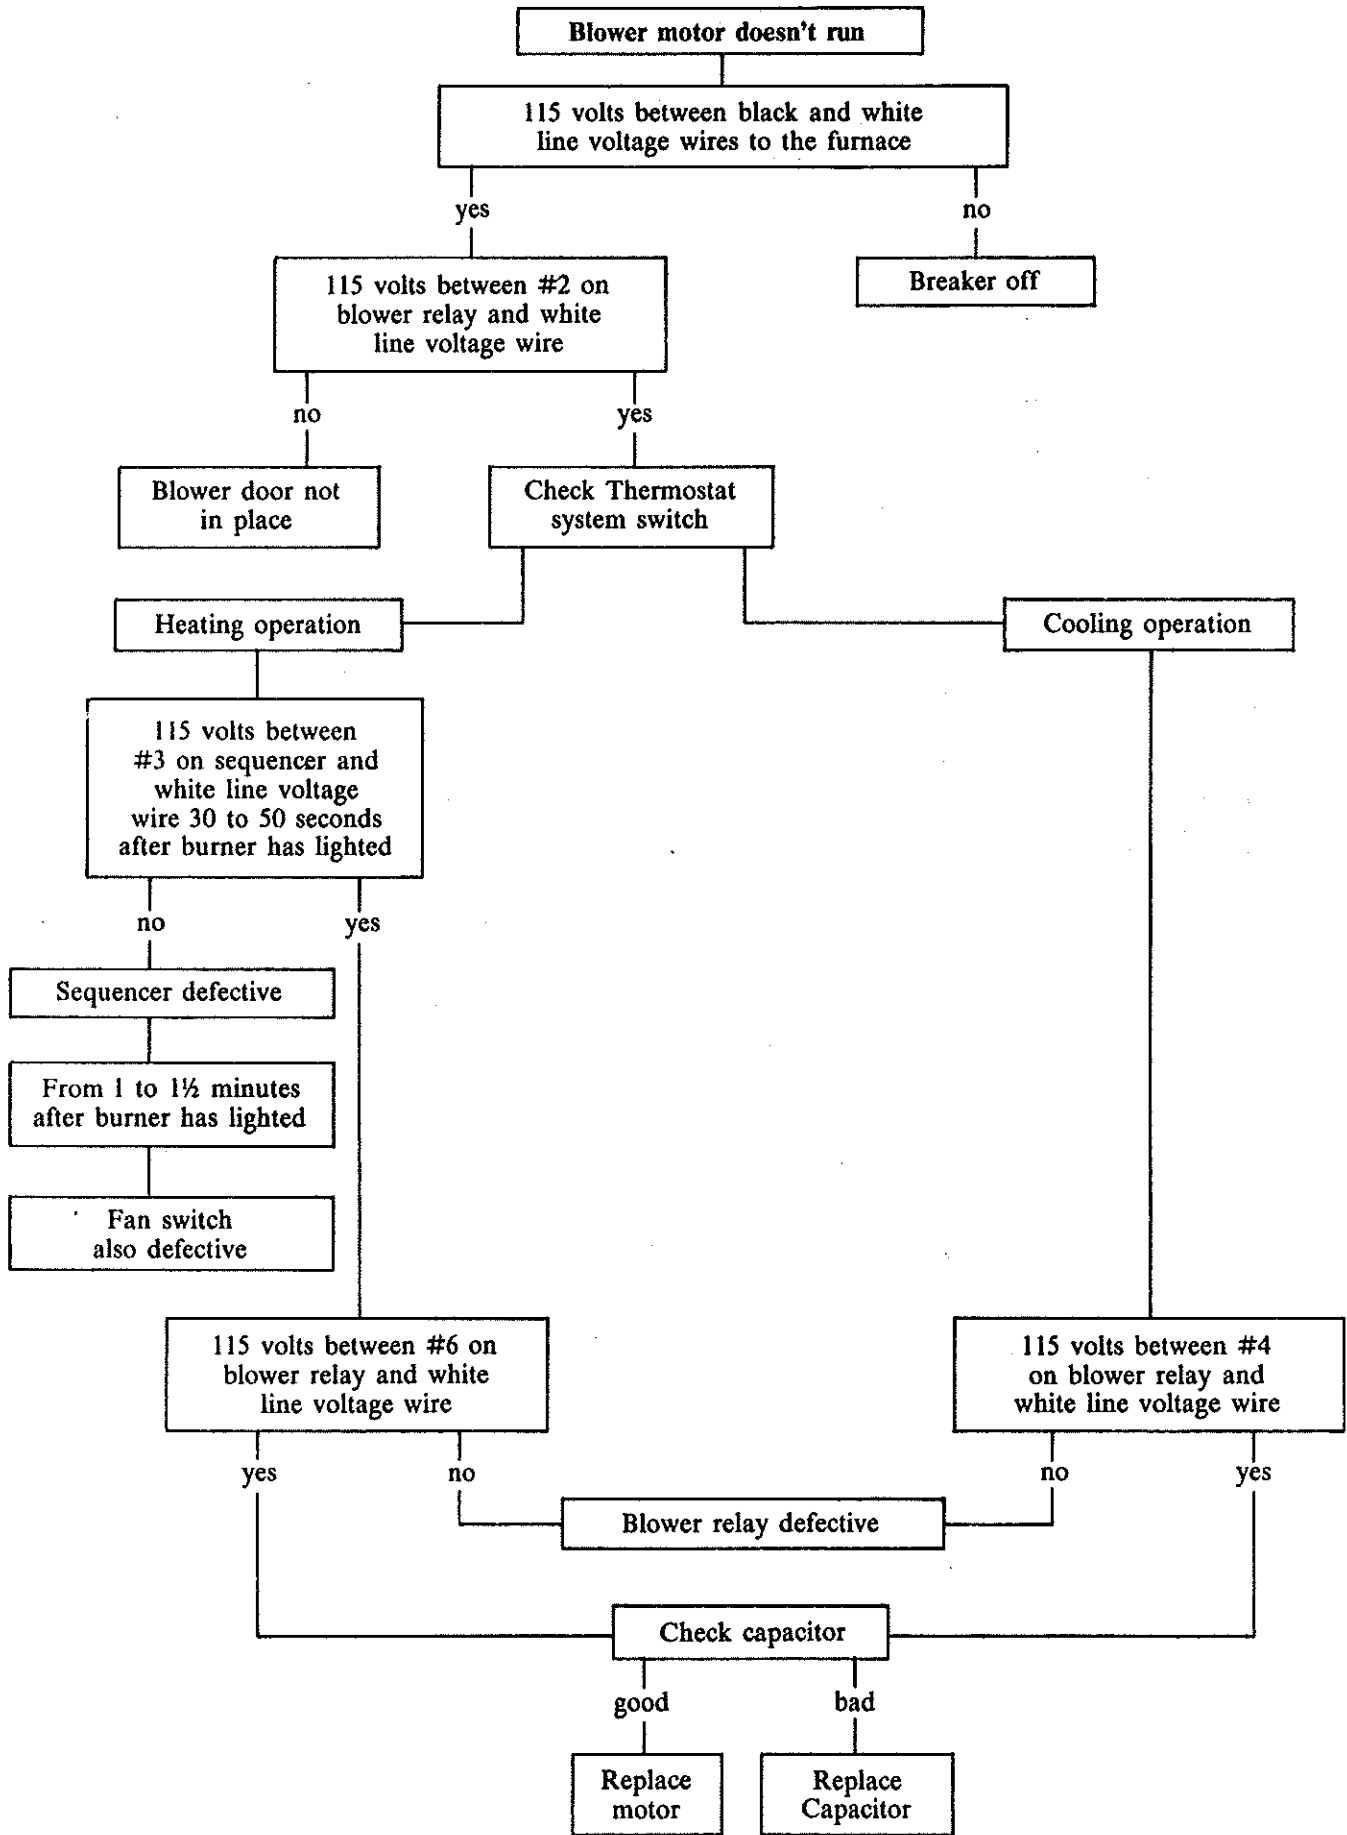 Blower motor doesn't run
115 volts between black and white
line voltage wires to the furnace
yes
no
115 volts between #2 on
blower relay and white
line voltage wire
Breaker off
no
yes
Blower door not
in place
Check Thermostat
system switch
Heating operation
Cooling operation
115 volts between
#3 on sequencer and
white line voltage
wire 30 to 50 seconds
after burner has lighted
no
yes
Sequencer defective
From 1 to 1½ minutes
after burner has lighted
Fan switch
also defective
115 volts between #6 on
blower relay and white
line voltage wire
115 volts between #4
on blower relay and
white line voltage wire
yes
no
no
yes
Blower relay defective
Check capacitor
good
bad
Replace
motor
Replace
Capacitor